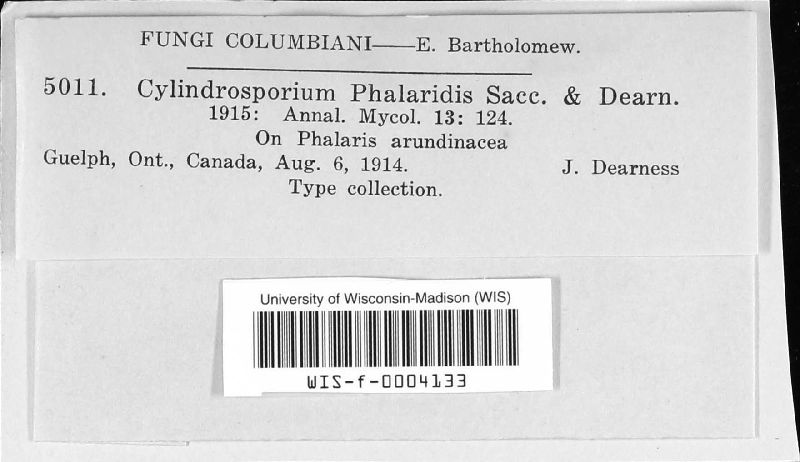 FUNGI COLUMBIANI——E. Bartholomew.
5011. Cylindrosporium Phalaridis Sacc. & Dearn.
1915: Annal. Mycol. 13: 124.
On Phalaris arundinacea
Guelph, Ont., Canada, Aug. 6, 1914. J. Dearness
Type collection.
University of Wisconsin-Madison (WIS)
WIS-f-0004133